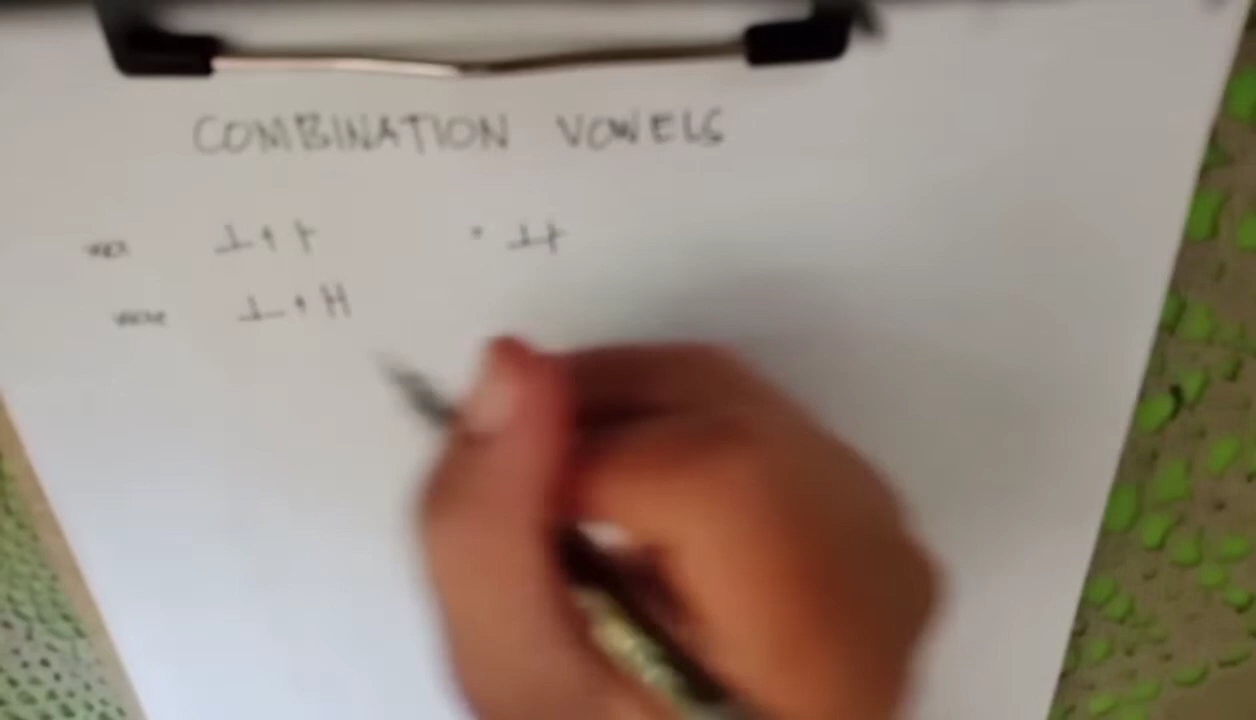 COMBINATION VOWELS
ㅗ + ㅏ ㅘ
ㅗ + ㅐ